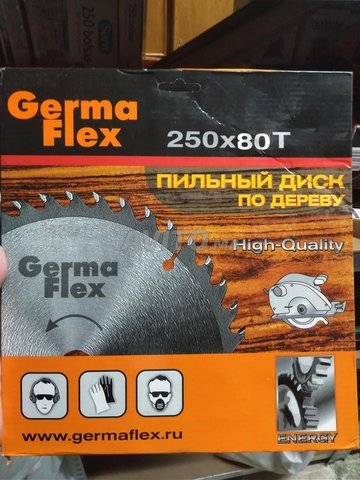 Germa
Flex
250x80T
ПИЛЬНЫЙ ДИСК
ПО ДЕРЕВУ
High-Quality
Germa
Flex
www.germaflex.ru
ENERGY